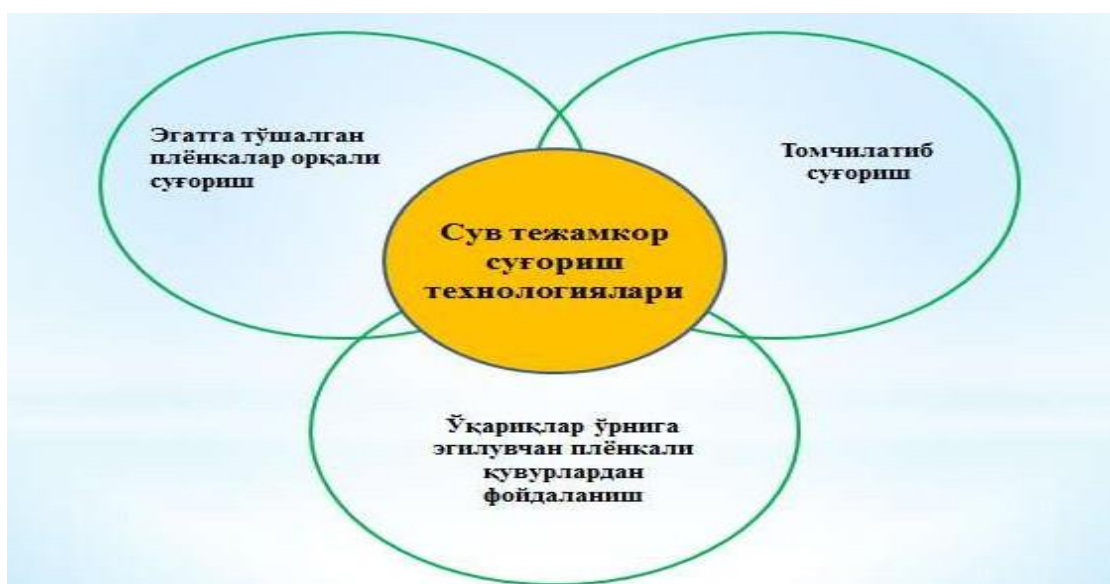 Эгатга тўшалган
плёнкалар орқали
суғориш
Томчилатиб
суғориш
Сув тежамкор
суғориш
технологиялари
Ўқариқлар ўрнига
эгилувчан плёнкали
қувурлардан
фойдаланиш